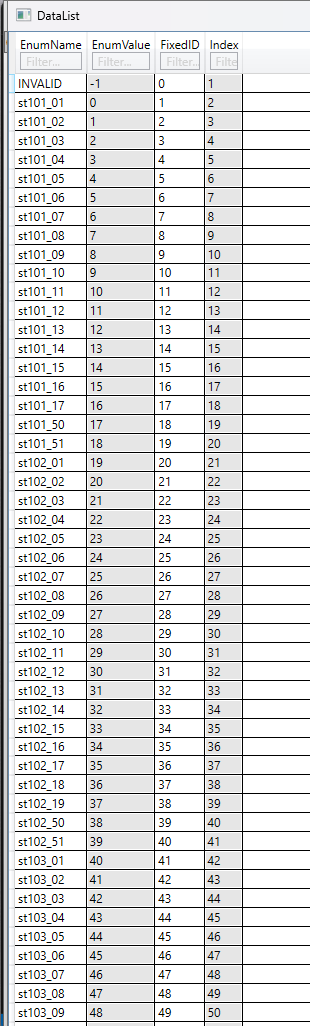 DataList
EnumName EnumValue FixedID Index
Filter... Filter... Filter... Filte
INVALID -1 0 1
st101_01 0 1 2
st101_02 1 2 3
st101_03 2 3 4
st101_04 3 4 5
st101_05 4 5 6
st101_06 5 6 7
st101_07 6 7 8
st101_08 7 8 9
st101_09 8 9 10
st101_10 9 10 11
st101_11 10 11 12
st101_12 11 12 13
st101_13 12 13 14
st101_14 13 14 15
st101_15 14 15 16
st101_16 15 16 17
st101_17 16 17 18
st101_50 17 18 19
st101_51 18 19 20
st102_01 19 20 21
st102_02 20 21 22
st102_03 21 22 23
st102_04 22 23 24
st102_05 23 24 25
st102_06 24 25 26
st102_07 25 26 27
st102_08 26 27 28
st102_09 27 28 29
st102_10 28 29 30
st102_11 29 30 31
st102_12 30 31 32
st102_13 31 32 33
st102_14 32 33 34
st102_15 33 34 35
st102_16 34 35 36
st102_17 35 36 37
st102_18 36 37 38
st102_19 37 38 39
st102_50 38 39 40
st102_51 39 40 41
st103_01 40 41 42
st103_02 41 42 43
st103_03 42 43 44
st103_04 43 44 45
st103_05 44 45 46
st103_06 45 46 47
st103_07 46 47 48
st103_08 47 48 49
st103_09 48 49 50